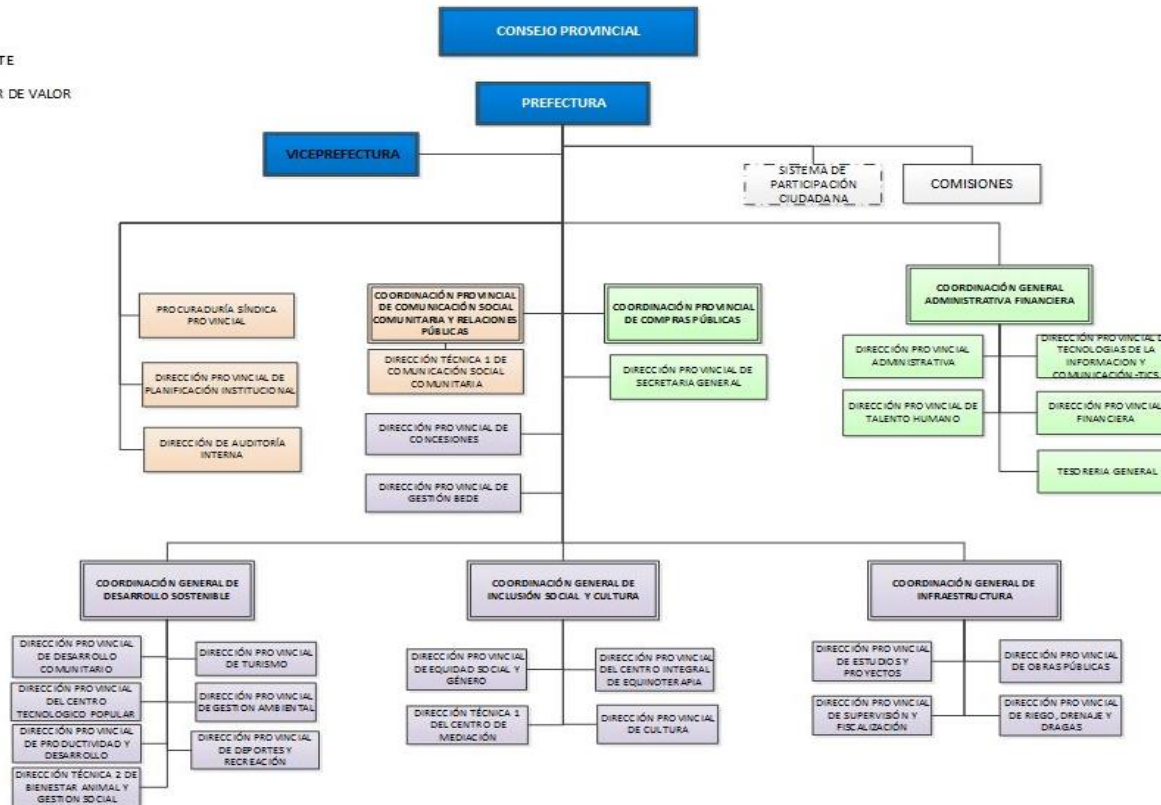 CONSEJO PROVINCIAL
TE
R DE VALOR
PREFECTURA
VICEPREFECTURA
SISTEMA DE
PARTICIPACIÓN
CIUDADANA
COMISIONES
PROCURADURÍA SÍNDICA
PROVINCIAL
DIRECCIÓN PROVINCIAL DE
PLANIFICACIÓN INSTITUCIONAL
DIRECCIÓN DE AUDITORÍA
INTERNA
COORDINACIÓN PROVINCIAL
DE COMUNICACIÓN SOCIAL
COMUNITARIA Y RELACIONES
PÚBLICAS
DIRECCIÓN TÉCNICA 1 DE
COMUNICACIÓN SOCIAL
COMUNITARIA
DIRECCIÓN PROVINCIAL DE
CONCESIONES
DIRECCIÓN PROVINCIAL DE
GESTIÓN BEDE
COORDINACIÓN PROVINCIAL
DE COMPRAS PÚBLICAS
DIRECCIÓN PROVINCIAL DE
SECRETARIA GENERAL
COORDINACIÓN GENERAL
ADMINISTRATIVA FINANCIERA
DIRECCIÓN PROVINCIAL
ADMINISTRATIVA
DIRECCIÓN PROVINCIAL DE
TALENTO HUMANO
DIRECCIÓN PROVINCIAL DE
TECNOLOGIAS DE LA
INFORMACION Y
COMUNICACIÓN -TICS
DIRECCIÓN PROVINCIAL
FINANCIERA
TESORERIA GENERAL
COORDINACIÓN GENERAL DE
DESARROLLO SOSTENIBLE
DIRECCIÓN PROVINCIAL
DE DESARROLLO
COMUNITARIO
DIRECCIÓN PROVINCIAL
DEL CENTRO
TECNOLOGICO POPULAR
DIRECCIÓN PROVINCIAL
DE PRODUCTIVIDAD Y
DESARROLLO
DIRECCIÓN TÉCNICA 2 DE
BIENESTAR ANIMAL Y
GESTION SOCIAL
DIRECCIÓN PROVINCIAL
DE TURISMO
DIRECCIÓN PROVINCIAL
DE GESTION AMBIENTAL
DIRECCIÓN PROVINCIAL
DE DEPORTES Y
RECREACIÓN
COORDINACIÓN GENERAL DE
INCLUSIÓN SOCIAL Y CULTURA
DIRECCIÓN PROVINCIAL
DE EQUIDAD SOCIAL Y
GÉNERO
DIRECCIÓN TÉCNICA 1
DEL CENTRO DE
MEDIACIÓN
DIRECCIÓN PROVINCIAL
DEL CENTRO INTEGRAL
DE EQUINOTERAPIA
DIRECCIÓN PROVINCIAL
DE CULTURA
COORDINACIÓN GENERAL DE
INFRAESTRUCTURA
DIRECCIÓN PROVINCIAL
DE ESTUDIOS Y
PROYECTOS
DIRECCIÓN PROVINCIAL
DE SUPERVISIÓN Y
FISCALIZACIÓN
DIRECCIÓN PROVINCIAL
DE OBRAS PÚBLICAS
DIRECCIÓN PROVINCIAL
DE RIEGO, DRENAJE Y
DRAGAS